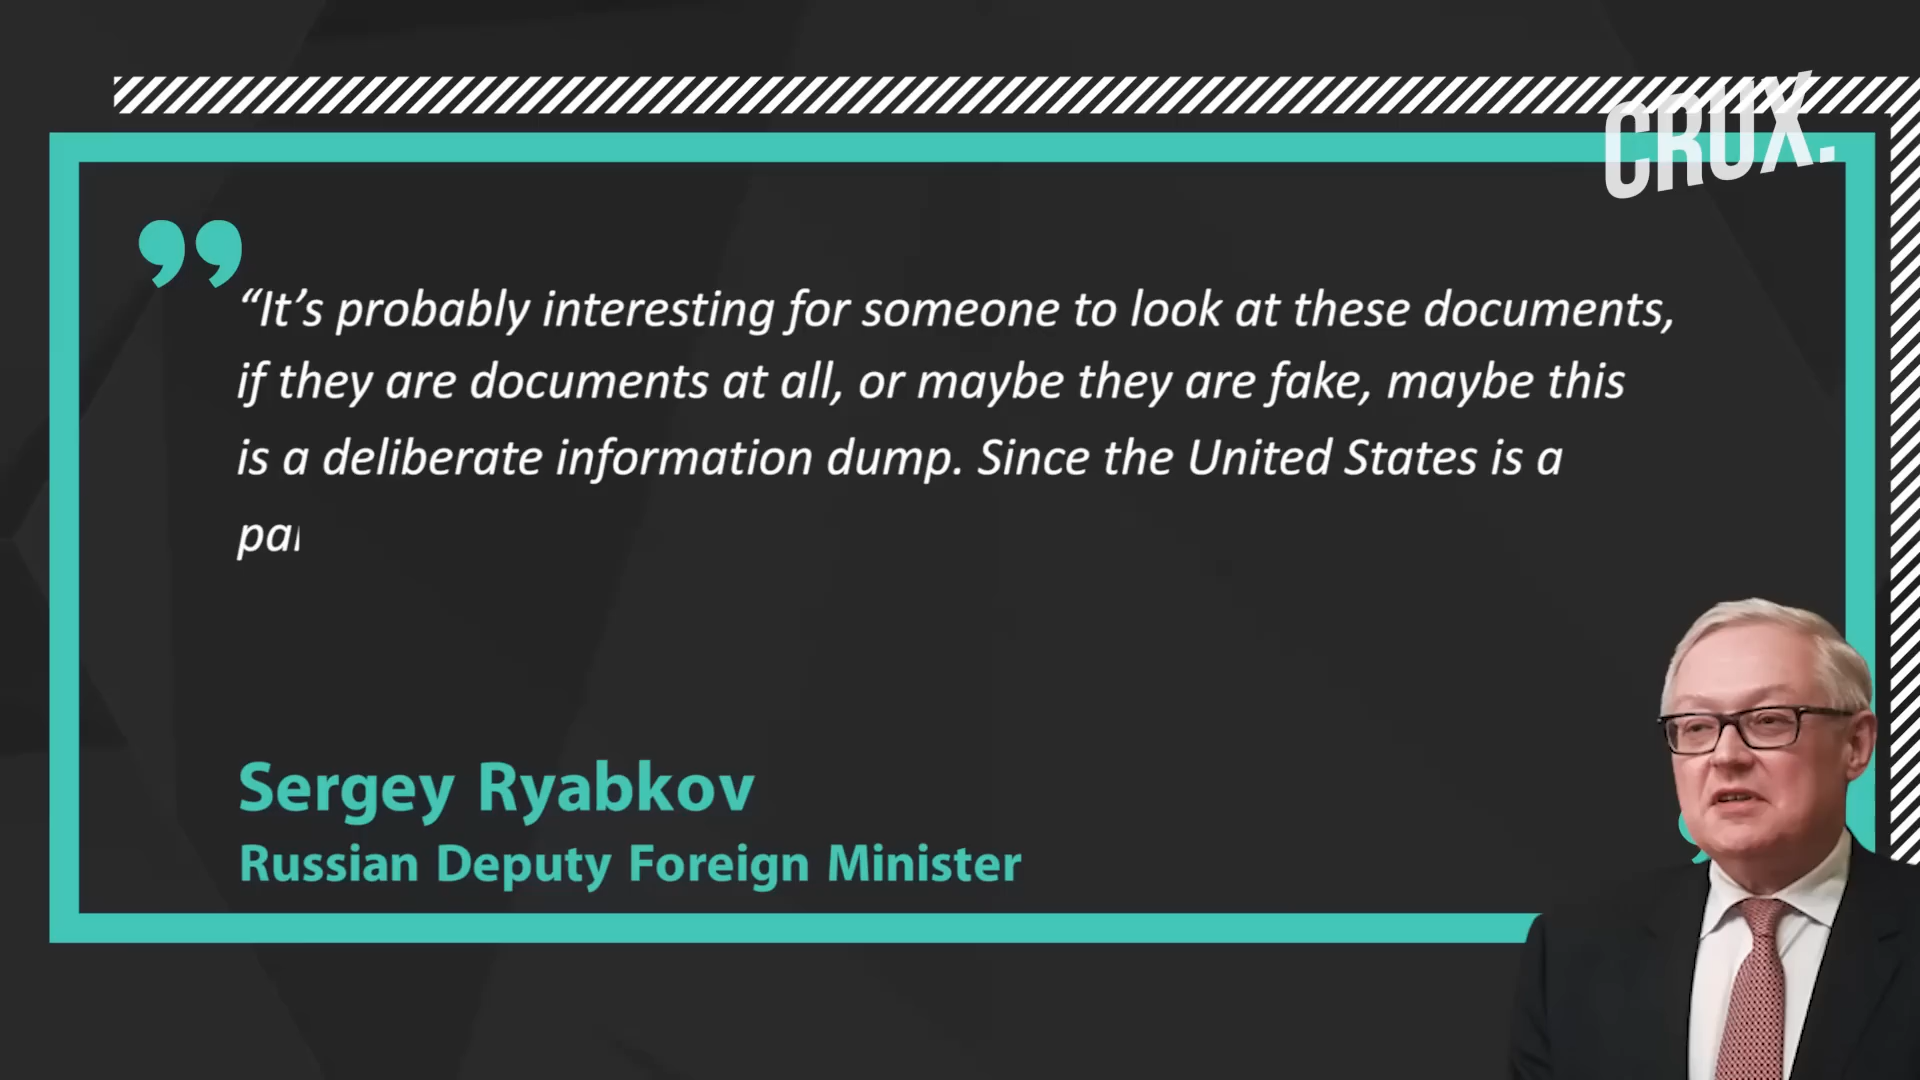 CRUX.
“It’s probably interesting for someone to look at these documents,
if they are documents at all, or maybe they are fake, maybe this
is a deliberate information dump. Since the United States is a
Sergey Ryabkov
Russian Deputy Foreign Minister